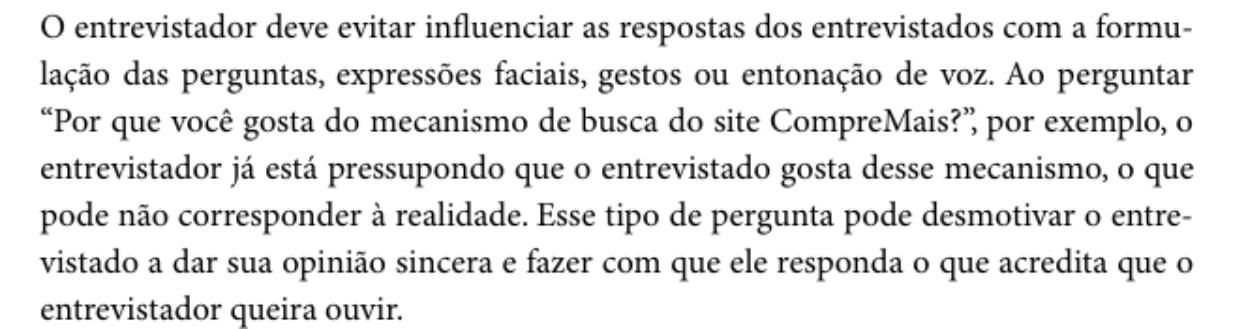 O entrevistador deve evitar influenciar as respostas dos entrevistados com a formu-
lação das perguntas, expressões faciais, gestos ou entonação de voz. Ao perguntar
“Por que você gosta do mecanismo de busca do site CompreMais?”, por exemplo, o
entrevistador já está pressupondo que o entrevistado gosta desse mecanismo, o que
pode não corresponder à realidade. Esse tipo de pergunta pode desmotivar o entre-
vistado a dar sua opinião sincera e fazer com que ele responda o que acredita que o
entrevistador queira ouvir.